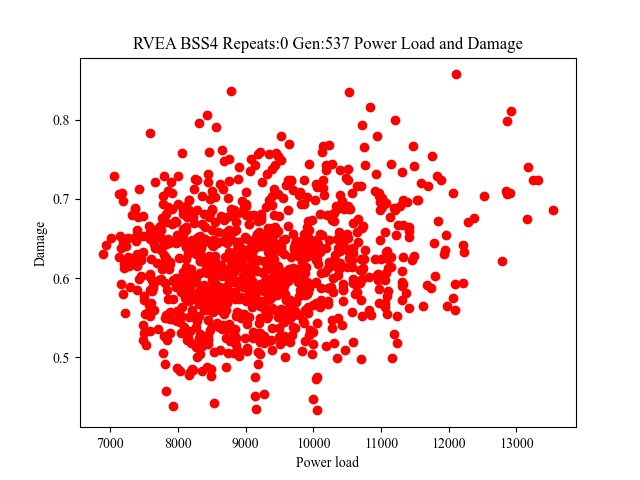 RVEA BSS4 Repeats:0 Gen:537 Power Load and Damage
Damage
0.8
0.7
0.6
0.5
7000 8000 9000 10000 11000 12000 13000
Power load